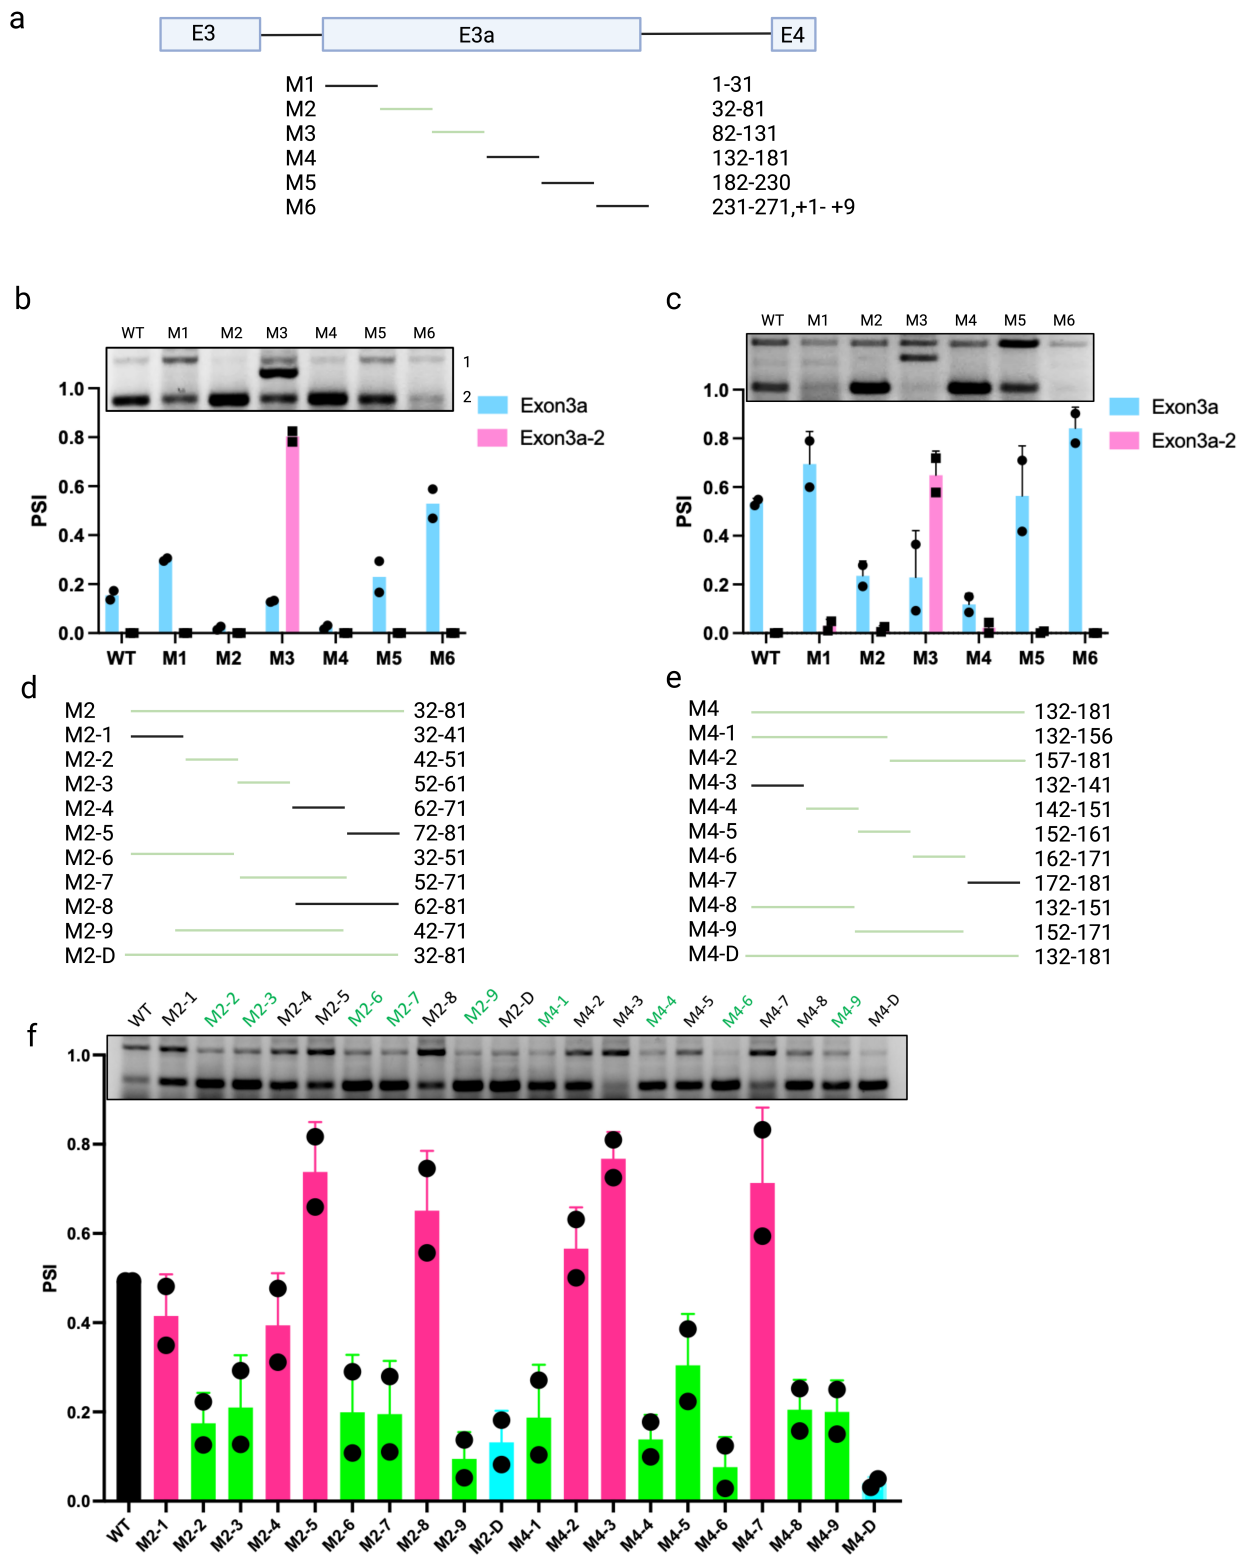 a
E3 E3a E4
M1 1-31
M2 32-81
M3 82-131
M4 132-181
M5 182-230
M6 231-271,+1- +9
b
WT M1 M2 M3 M4 M5 M6
1
2
Exon3a
Exon3a-2
PSI
1.0
0.8
0.6
0.4
0.2
0.0
WT M1 M2 M3 M4 M5 M6
c
WT M1 M2 M3 M4 M5 M6
Exon3a
Exon3a-2
PSI
1.0
0.8
0.6
0.4
0.2
0.0
WT M1 M2 M3 M4 M5 M6
d
M2 32-81
M2-1 32-41
M2-2 42-51
M2-3 52-61
M2-4 62-71
M2-5 72-81
M2-6 32-51
M2-7 52-71
M2-8 62-81
M2-9 42-71
M2-D 32-81
e
M4 132-181
M4-1 132-156
M4-2 157-181
M4-3 132-141
M4-4 142-151
M4-5 152-161
M4-6 162-171
M4-7 172-181
M4-8 132-151
M4-9 152-171
M4-D 132-181
f
WT M2-1 M2-2 M2-3 M2-4 M2-5 M2-6 M2-7 M2-8 M2-9 M2-D M4-1 M4-2 M4-3 M4-4 M4-5 M4-6 M4-7 M4-8 M4-9 M4-D
PSI
1.0
0.8
0.6
0.4
0.2
0.0
WT M2-1 M2-2 M2-3 M2-4 M2-5 M2-6 M2-7 M2-8 M2-9 M2-D M4-1 M4-2 M4-3 M4-4 M4-5 M4-6 M4-7 M4-8 M4-9 M4-D